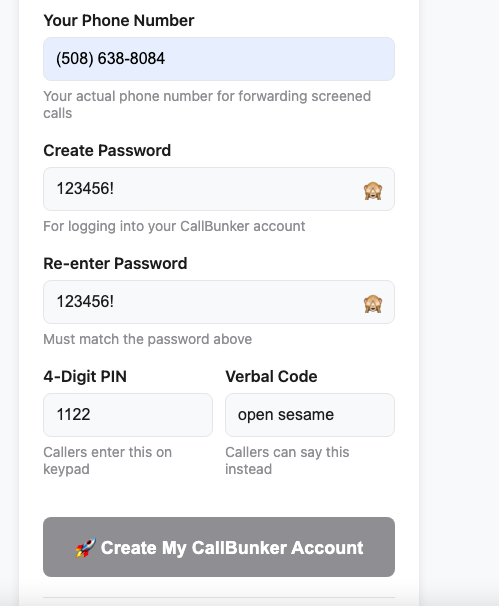 Your Phone Number
(508) 638-8084
Your actual phone number for forwarding screened
calls
Create Password
123456!
For logging into your CallBunker account
Re-enter Password
123456!
Must match the password above
4-Digit PIN
Verbal Code
1122
open sesame
Callers enter this on
keypad
Callers can say this
instead
🚀 Create My CallBunker Account